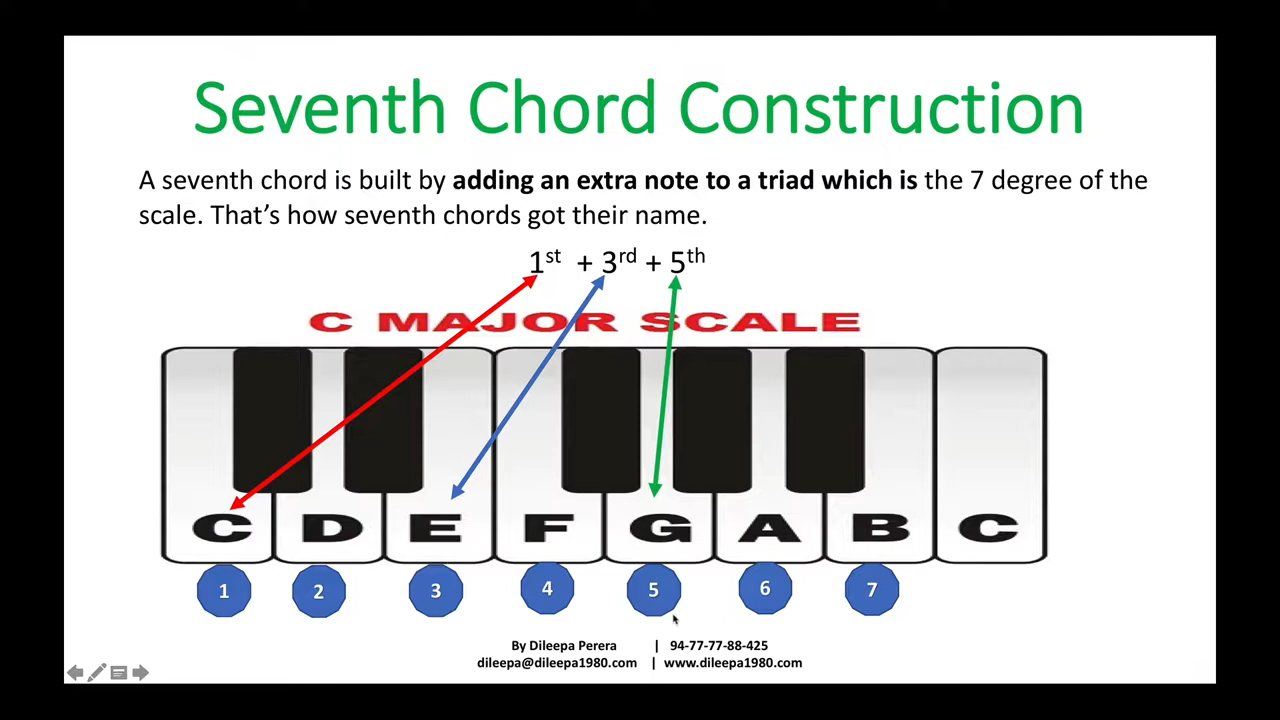 Seventh Chord Construction
A seventh chord is built by adding an extra note to a triad which is the 7 degree of the
scale. That’s how seventh chords got their name.
1st + 3rd + 5th
C MAJOR SCALE
C D E F G A B C
1 2 3 4 5 6 7
By Dileepa Perera | 94-77-77-88-425
dileepa@dileepa1980.com | www.dileepa1980.com